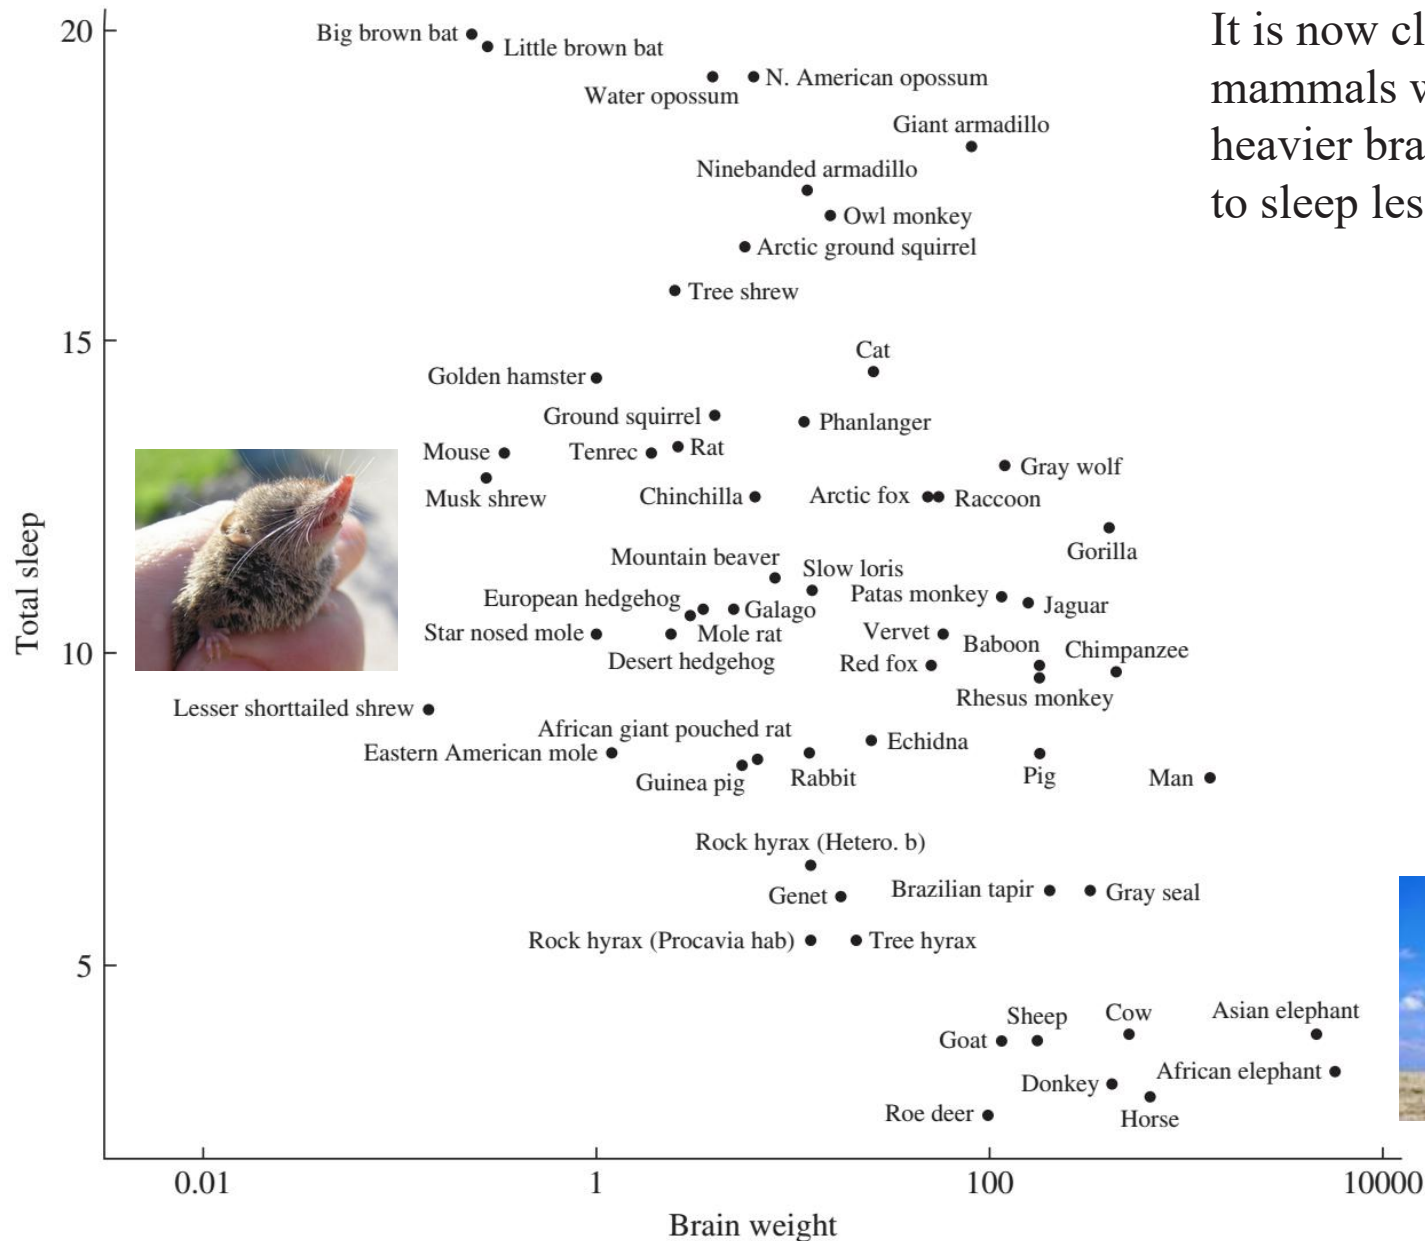 It is now cl
mammals w
heavier bra
to sleep les
20
Big brown bat
Little brown bat
Water opossum
N. American opossum
Giant armadillo
Ninebanded armadillo
Owl monkey
Arctic ground squirrel
Tree shrew
15
Cat
Golden hamster
Ground squirrel
Phanlanger
Mouse
Tenrec
Rat
Gray wolf
Musk shrew
Chinchilla
Arctic fox
Raccoon
Gorilla
Mountain beaver
Slow loris
European hedgehog
Galago
Patas monkey
Jaguar
Star nosed mole
Mole rat
Vervet
Baboon
Chimpanzee
10
Desert hedgehog
Red fox
Rhesus monkey
Total sleep
Lesser shorttailed shrew
African giant pouched rat
Eastern American mole
Echidna
Guinea pig
Rabbit
Pig
Man
Rock hyrax (Hetero. b)
Genet
Brazilian tapir
Gray seal
Rock hyrax (Procavia hab)
Tree hyrax
5
Goat
Sheep
Cow
Asian elephant
Donkey
African elephant
Roe deer
Horse
0.01
1
100
10000
Brain weight